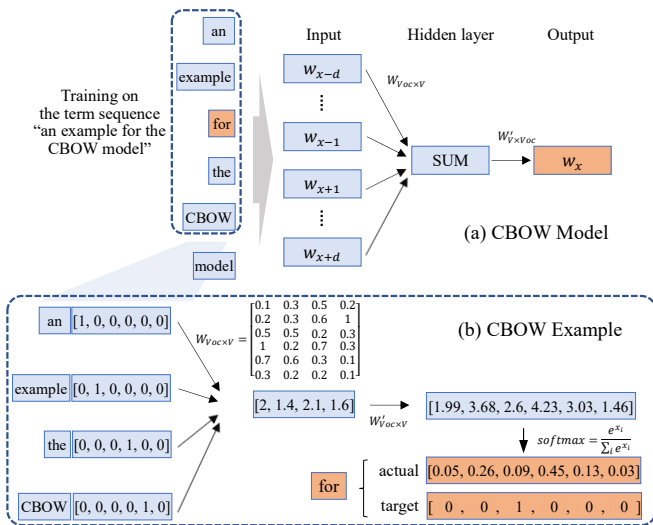 an
example
for
the
CBOW
model
Training on
the term sequence
“an example for the
CBOW model”
Input
Hidden layer
Output
w_{x−d}
w_{x−1}
w_{x+1}
w_{x+d}
W_{Voc×V}
SUM
W'_{V×Voc}
w_x
(a) CBOW Model
(b) CBOW Example
an [1, 0, 0, 0, 0, 0]
example [0, 1, 0, 0, 0, 0]
the [0, 0, 0, 1, 0, 0]
CBOW [0, 0, 0, 0, 1, 0]
W_{Voc×V} =
0.1 0.3 0.5 0.2
0.2 0.3 0.6 1
0.5 0.5 0.2 0.3
1 0.2 0.7 0.3
0.7 0.6 0.3 0.1
0.3 0.2 0.2 0.1
[2, 1.4, 2.1, 1.6]
W'_{Voc×V}
[1.99, 3.68, 2.6, 4.23, 3.03, 1.46]
softmax = e^{x_i} / ∑_i e^{x_i}
for
actual [0.05, 0.26, 0.09, 0.45, 0.13, 0.03]
target [ 0 , 0 , 1 , 0 , 0 , 0 ]